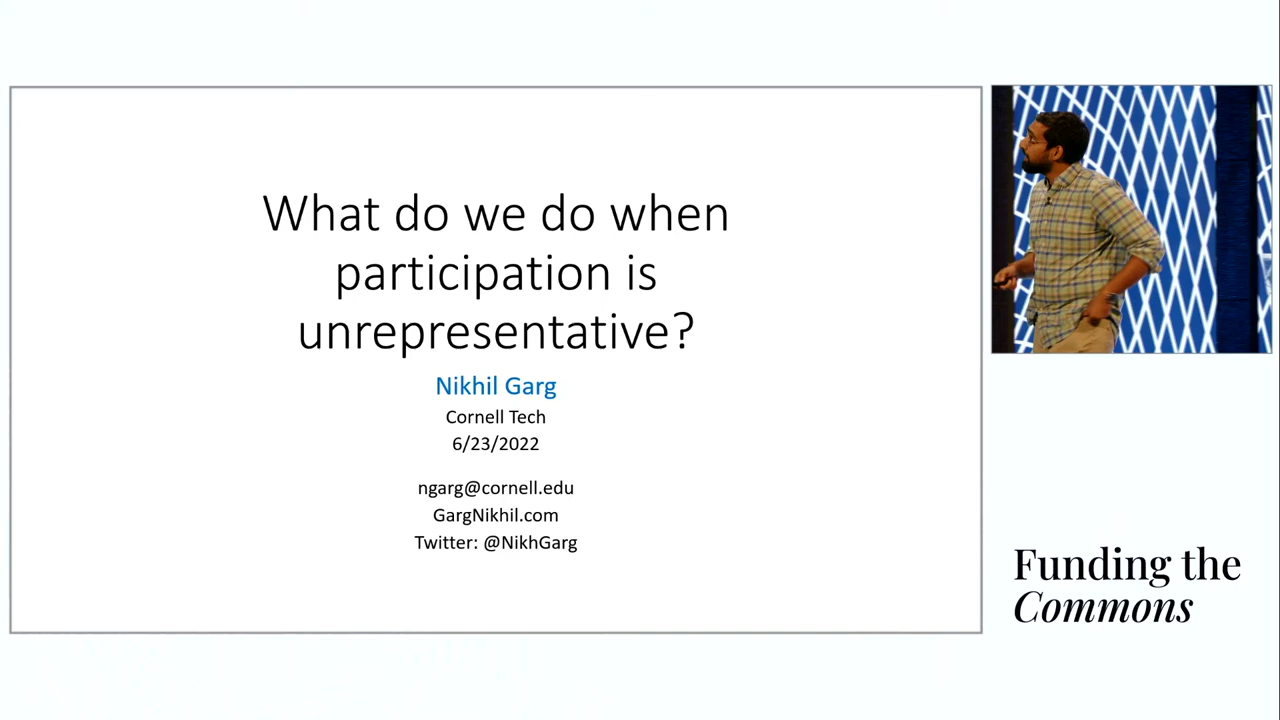 What do we do when
participation is
unrepresentative?
Nikhil Garg
Cornell Tech
6/23/2022
ngarg@cornell.edu
GargNikhil.com
Twitter: @NikhGarg
Funding the
Commons